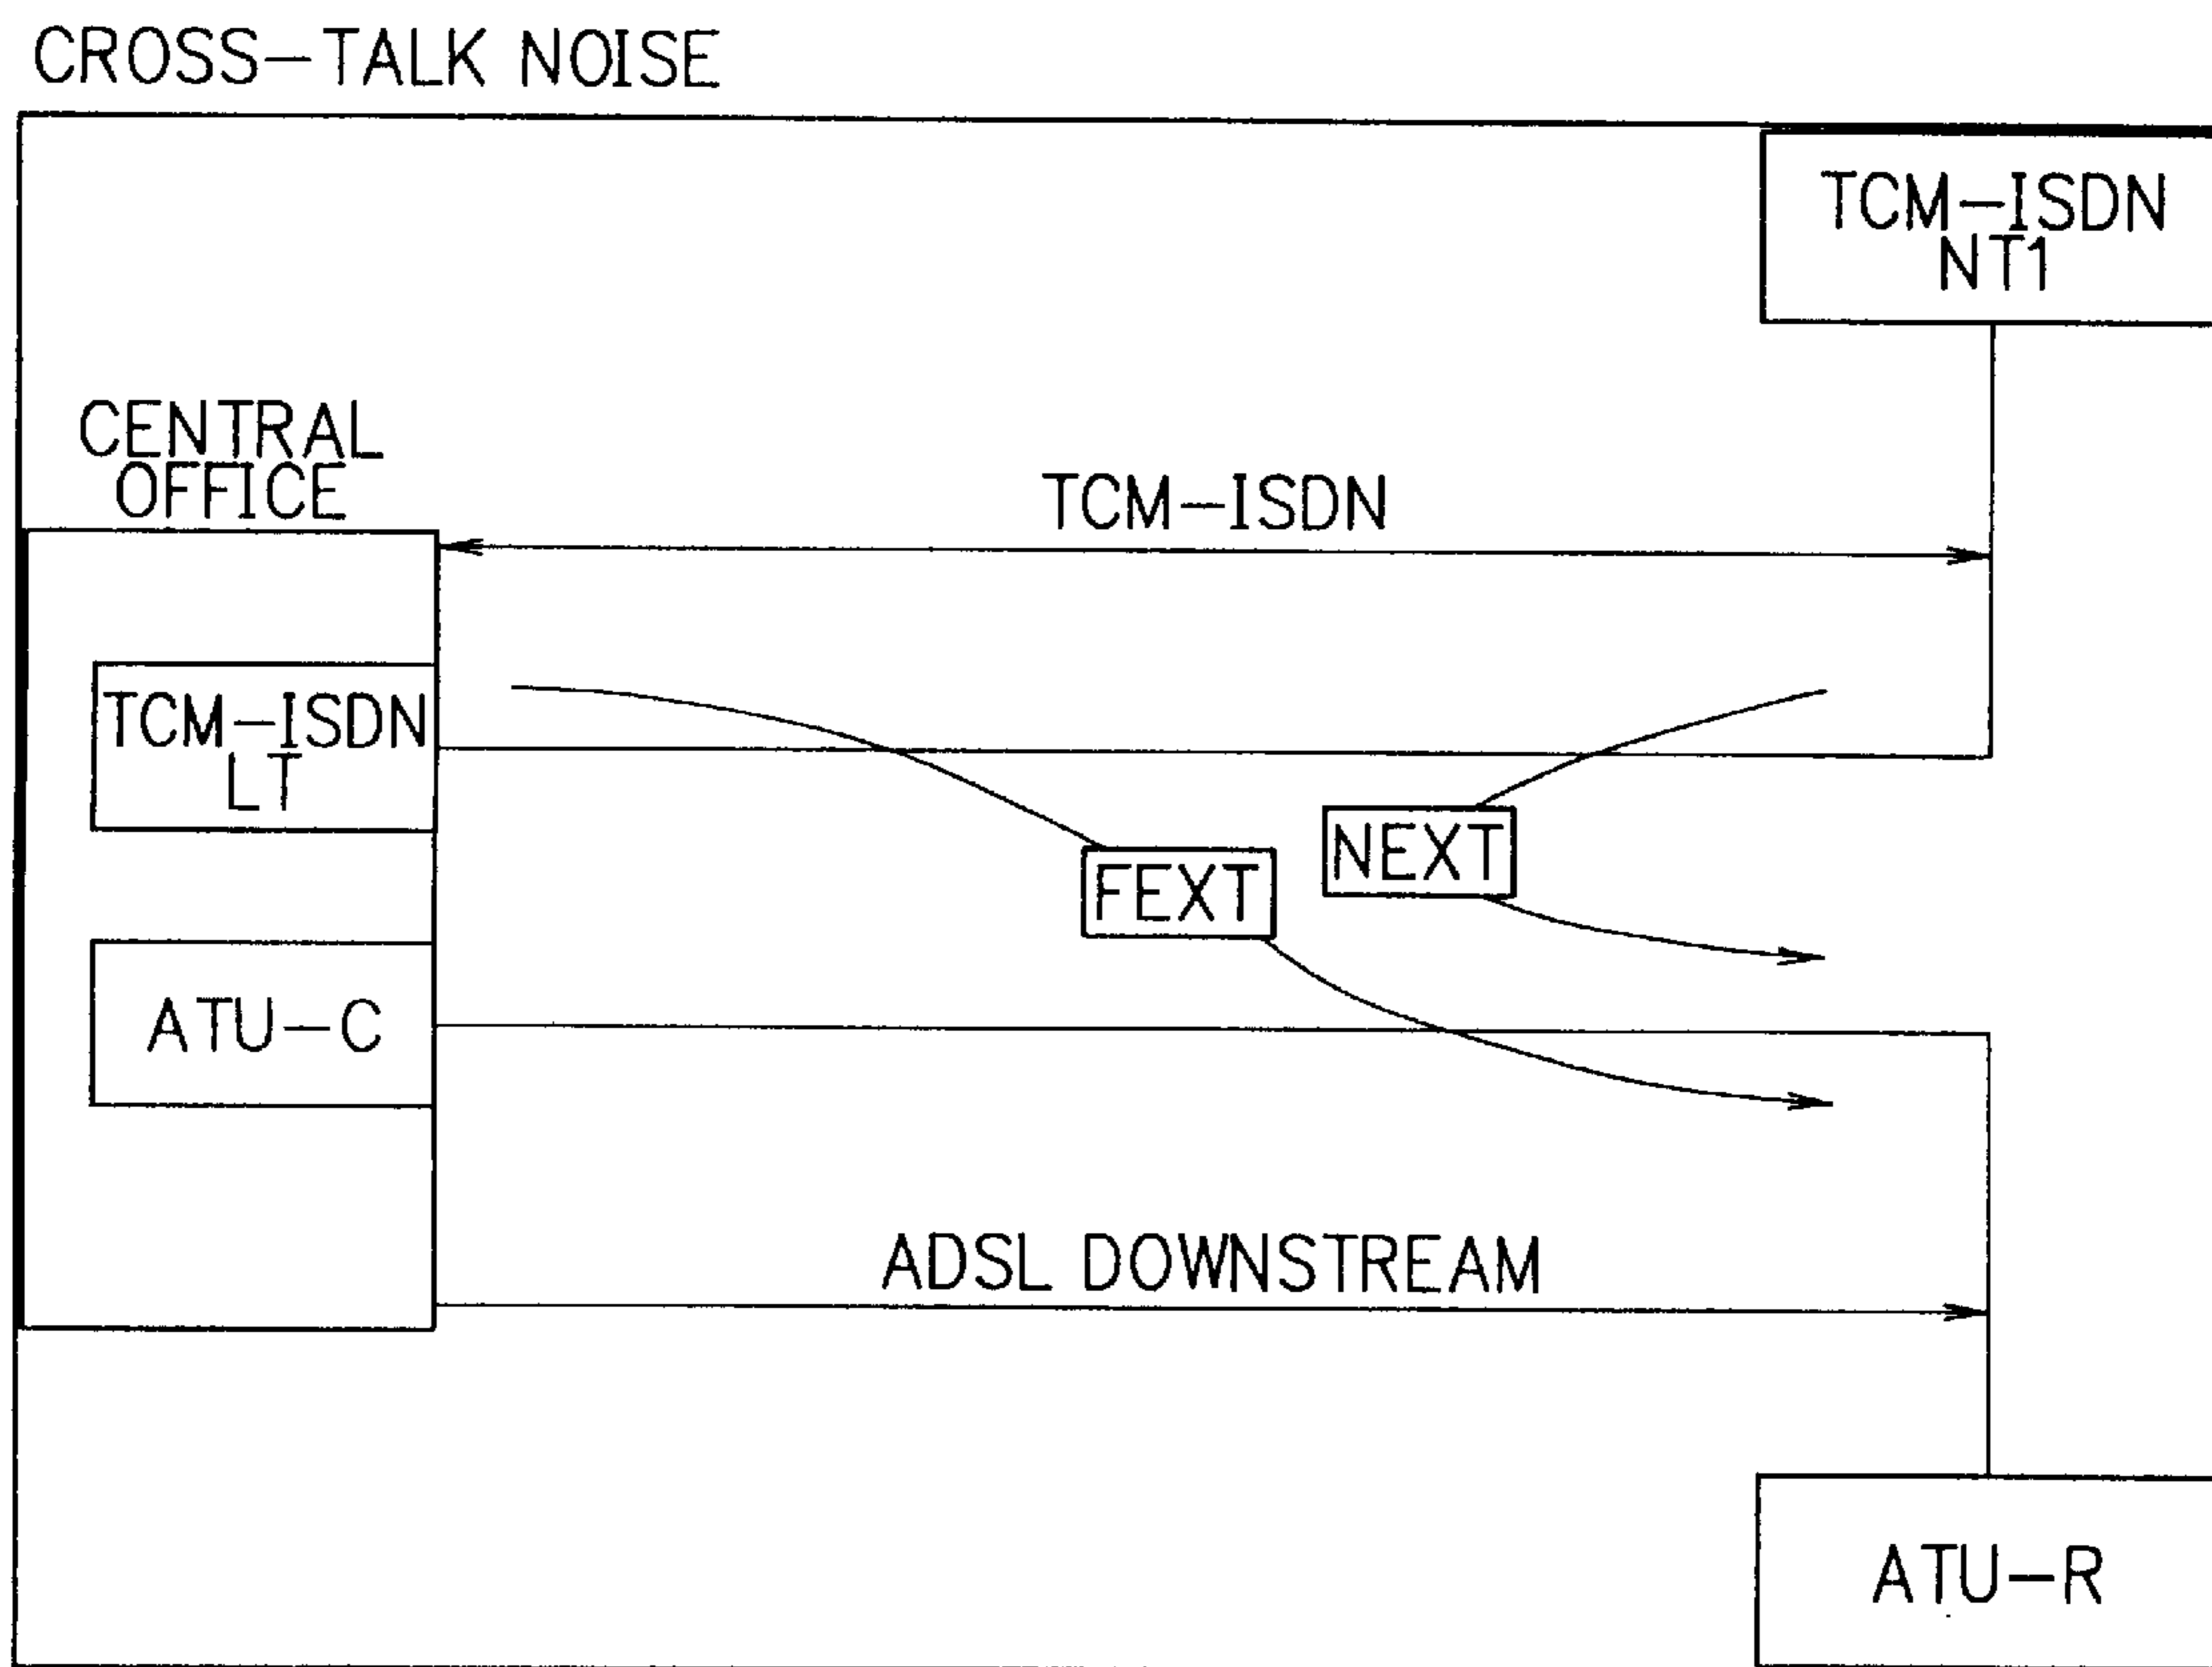 CROSS-TALK NOISE
TCM-ISDN
NT1
CENTRAL
OFFICE
TCM-ISDN
TCM-ISDN
LT
NEXT
FEXT
ATU-C
ADSL DOWNSTREAM
ATU-R